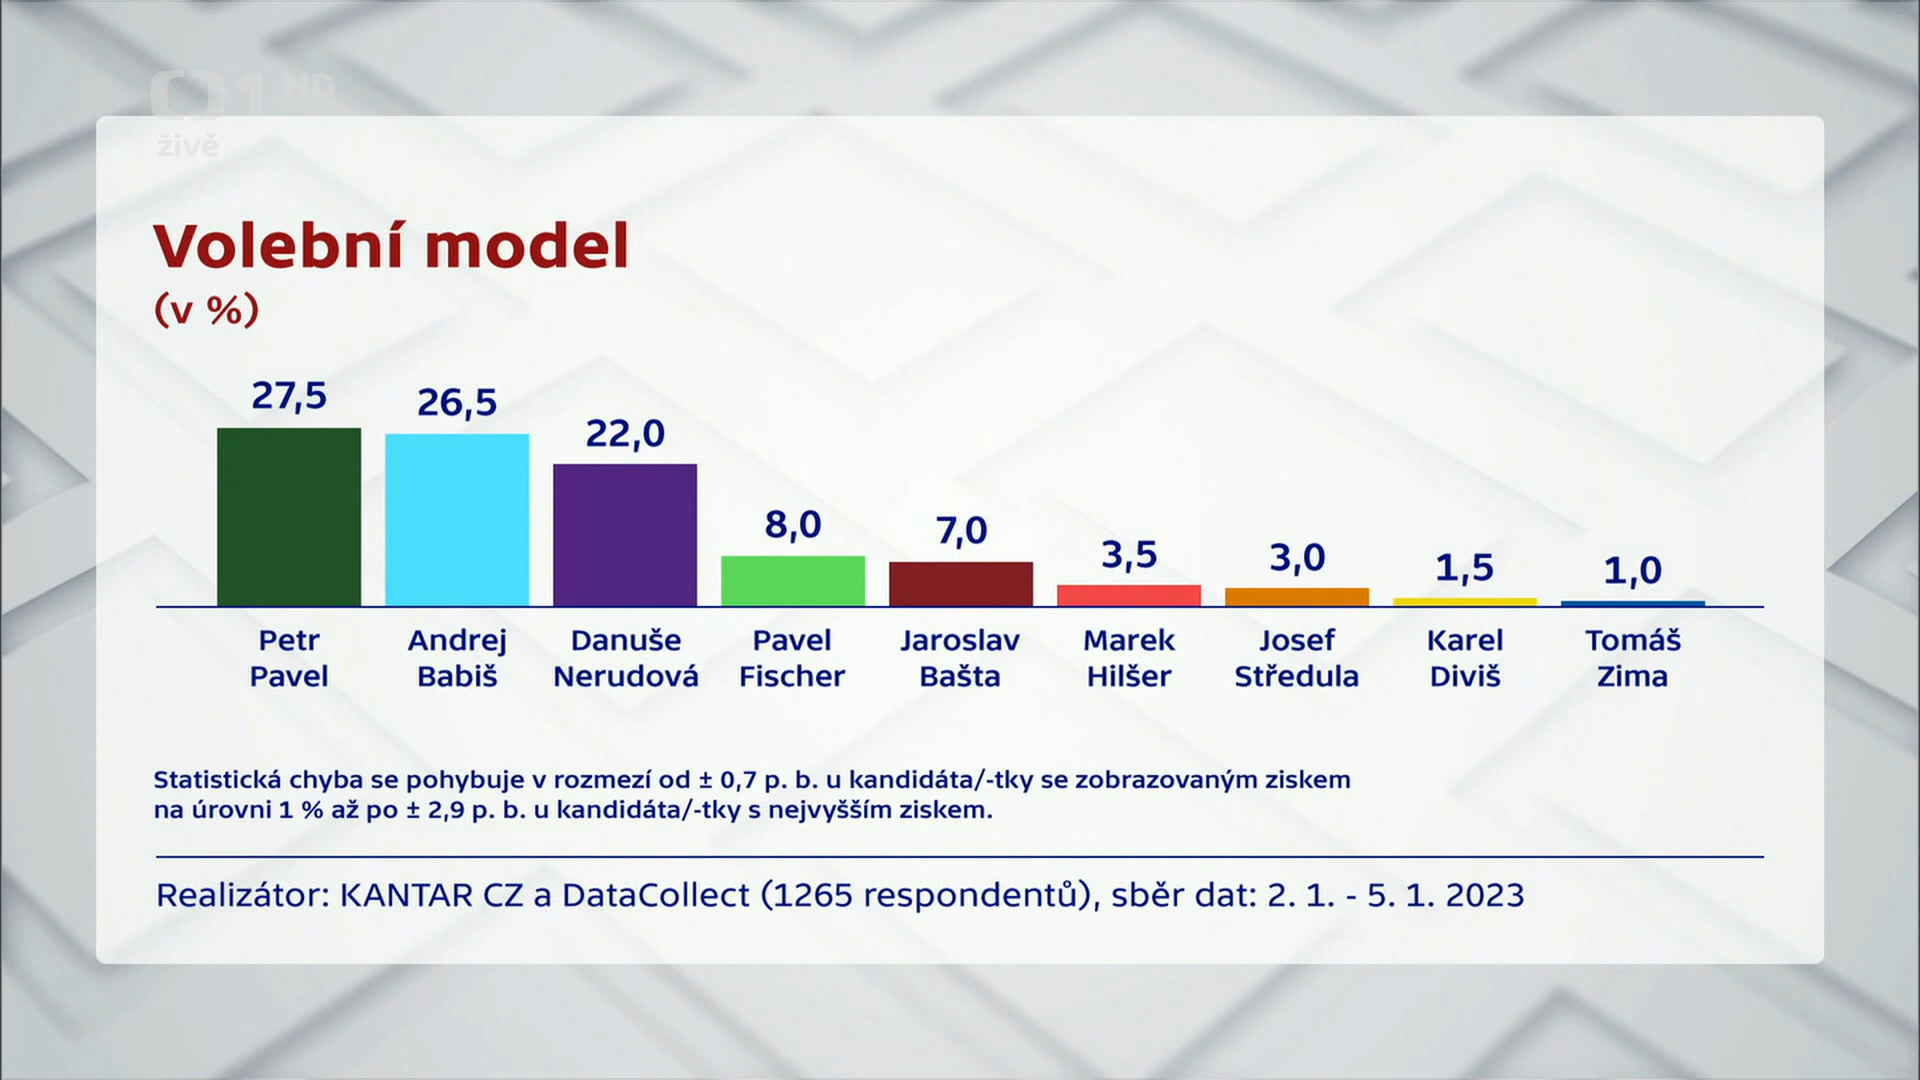 1 HD
živě
Volební model
(v %)
27,5 26,5 22,0 8,0 7,0 3,5 3,0 1,5 1,0
Petr Andrej Danuše Pavel Jaroslav Marek Josef Karel Tomáš
Pavel Babiš Nerudová Fischer Bašta Hilšer Středula Diviš Zima
Statistická chyba se pohybuje v rozmezí od ± 0,7 p. b. u kandidáta/-tky se zobrazovaným ziskem
na úrovni 1 % až po ± 2,9 p. b. u kandidáta/-tky s nejvyšším ziskem.
Realizátor: KANTAR CZ a DataCollect (1265 respondentů), sběr dat: 2. 1. - 5. 1. 2023